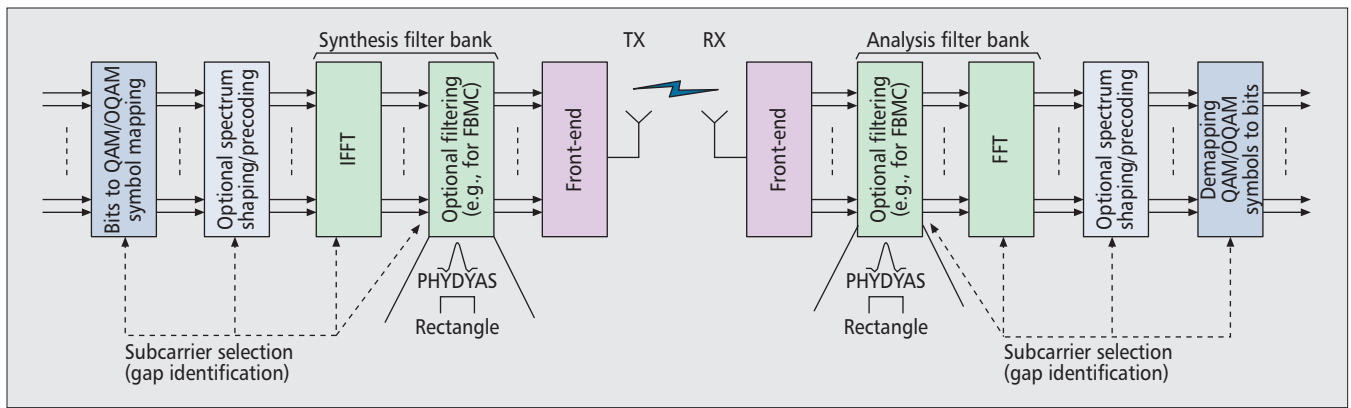 Synthesis filter bank
TX
RX
Analysis filter bank
Bits to QAM/OQAM
symbol mapping
Optional spectrum
shaping/precoding
IFFT
Optional filtering
(e.g., for FBMC)
Front-end
Front-end
Optional filtering
(e.g., for FBMC)
FFT
Optional spectrum
shaping/precoding
Demapping
QAM/OQAM
symbols to bits
PHYDYAS
Rectangle
PHYDYAS
Rectangle
Subcarrier selection
(gap identification)
Subcarrier selection
(gap identification)